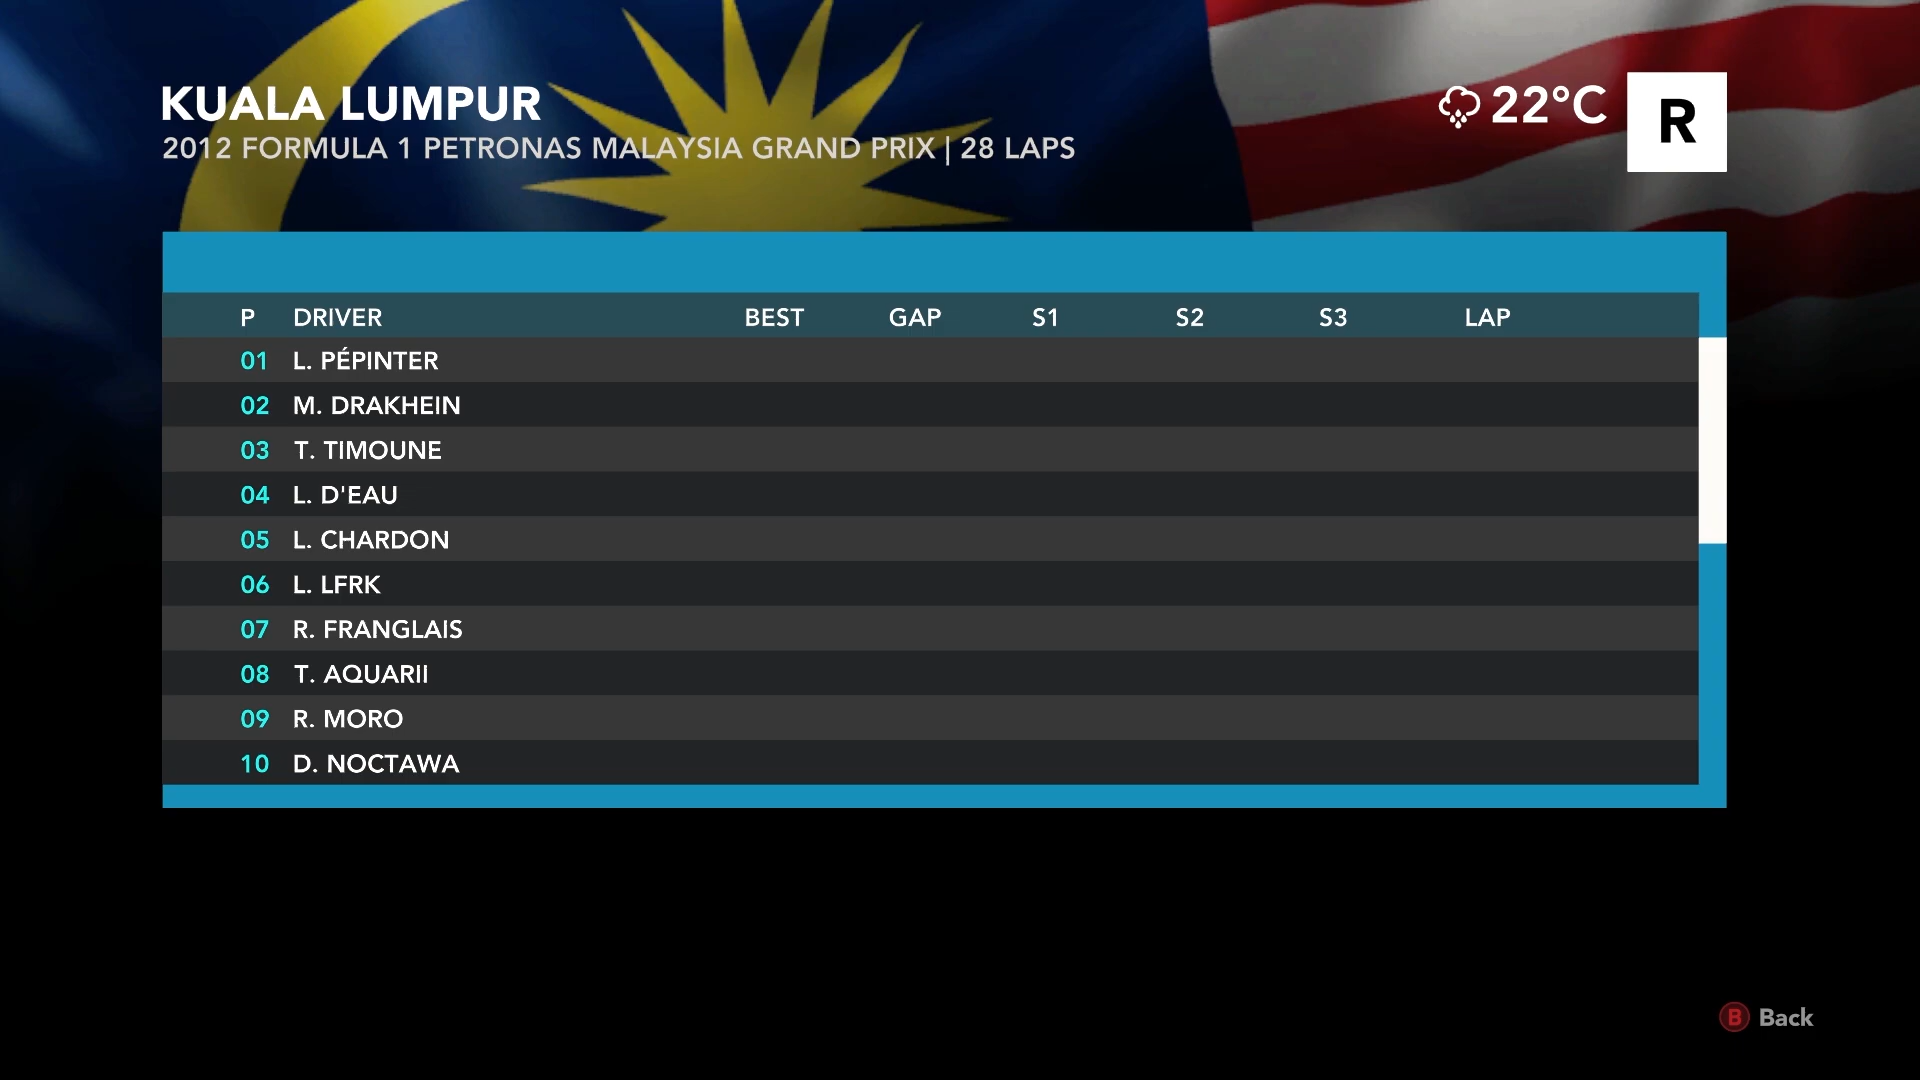 KUALA LUMPUR
2012 FORMULA 1 PETRONAS MALAYSIA GRAND PRIX | 28 LAPS
22°C
R
P DRIVER BEST GAP S1 S2 S3 LAP
01 L. PÉPINTER
02 M. DRAKHEIN
03 T. TIMOUNE
04 L. D'EAU
05 L. CHARDON
06 L. LFRK
07 R. FRANGLAIS
08 T. AQUARII
09 R. MORO
10 D. NOCTAWA
B Back